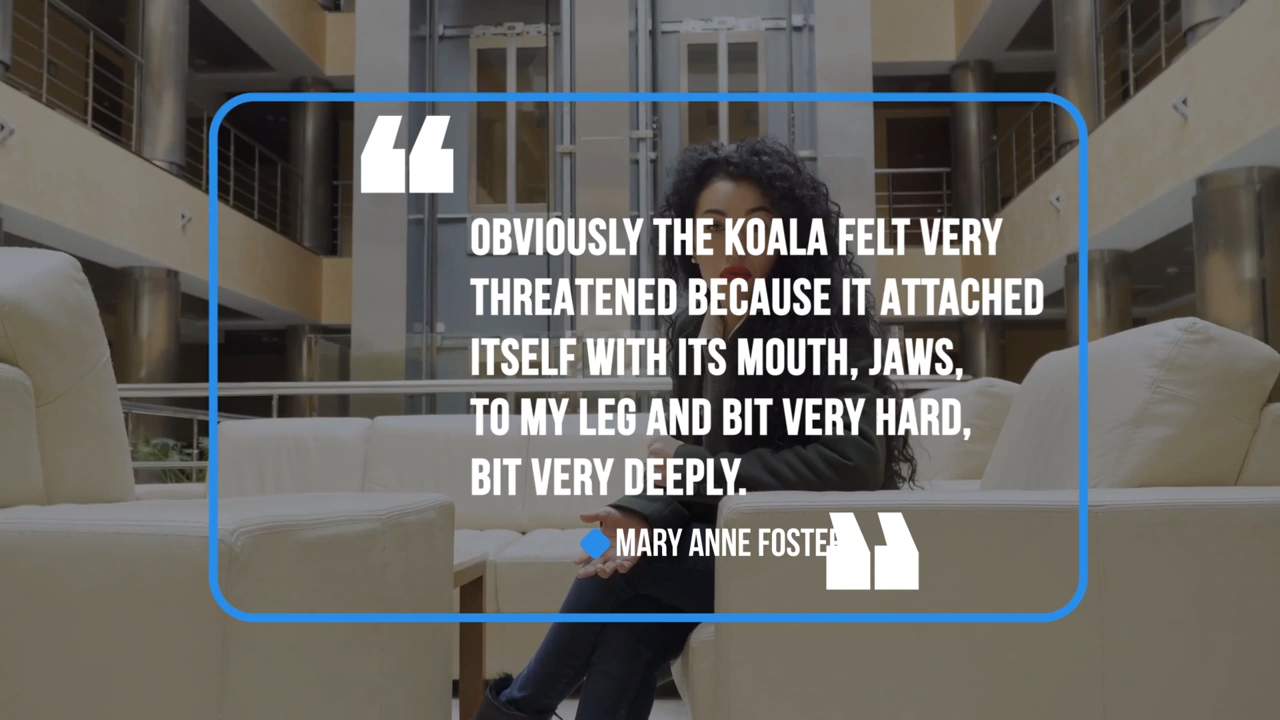 “
OBVIOUSLY THE KOALA FELT VERY
THREATENED BECAUSE IT ATTACHED
ITSELF WITH ITS MOUTH, JAWS,
TO MY LEG AND BIT VERY HARD,
BIT VERY DEEPLY.
MARY ANNE FOSTER
”